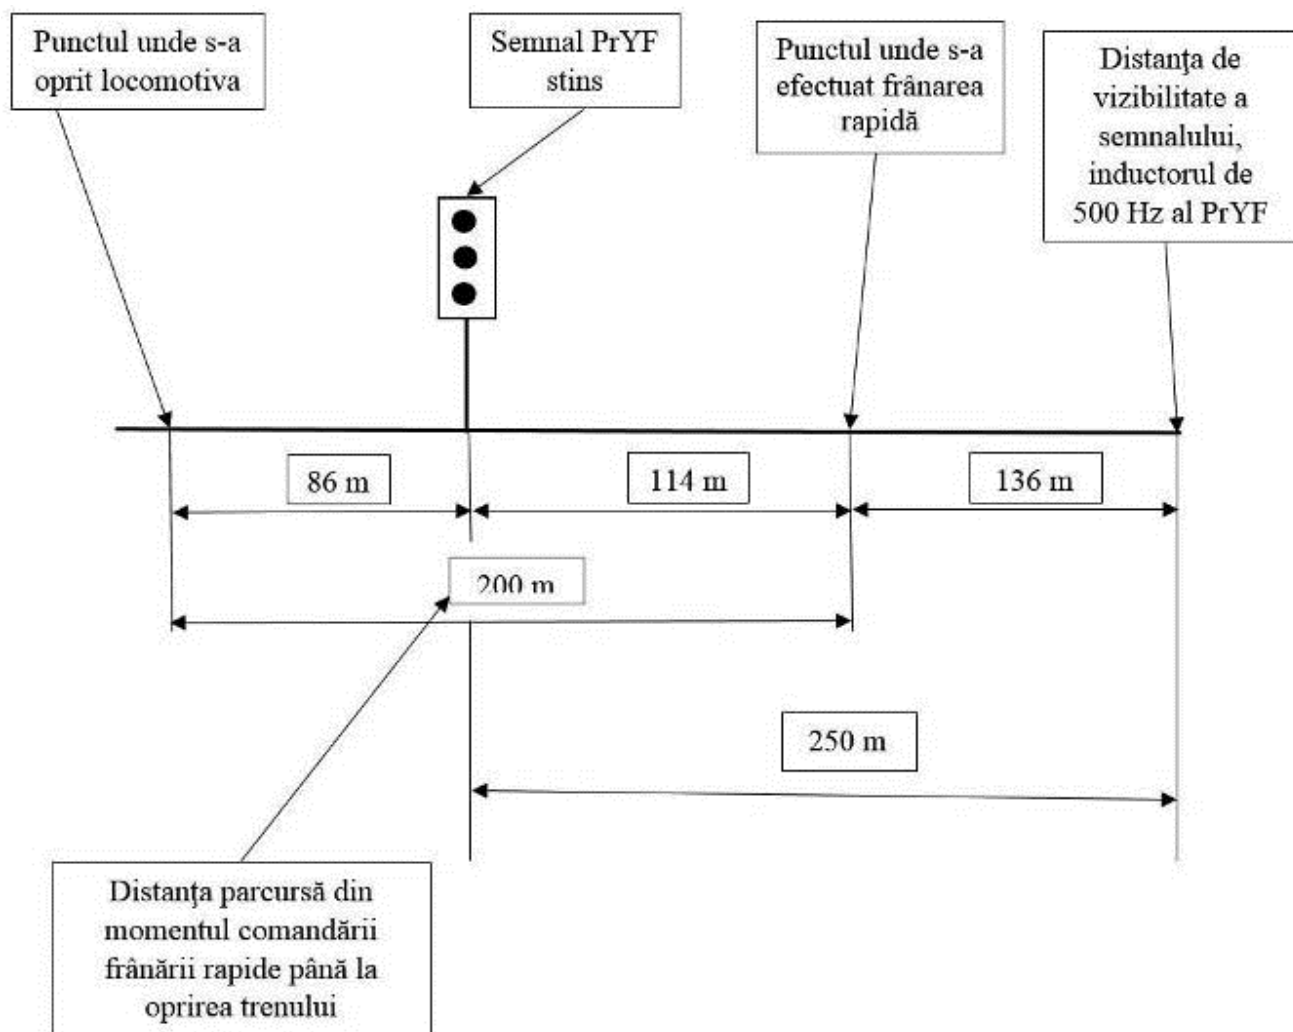 Punctul unde s-a
oprit locomotiva
Semnal PrYF
stins
Punctul unde s-a
efectuat frânarea
rapidă
Distanţa de
vizibilitate a
semnalului,
inductorul de
500 Hz al PrYF
86 m
114 m
136 m
200 m
250 m
Distanţa parcursă din
momentul comandării
frânării rapide până la
oprirea trenului